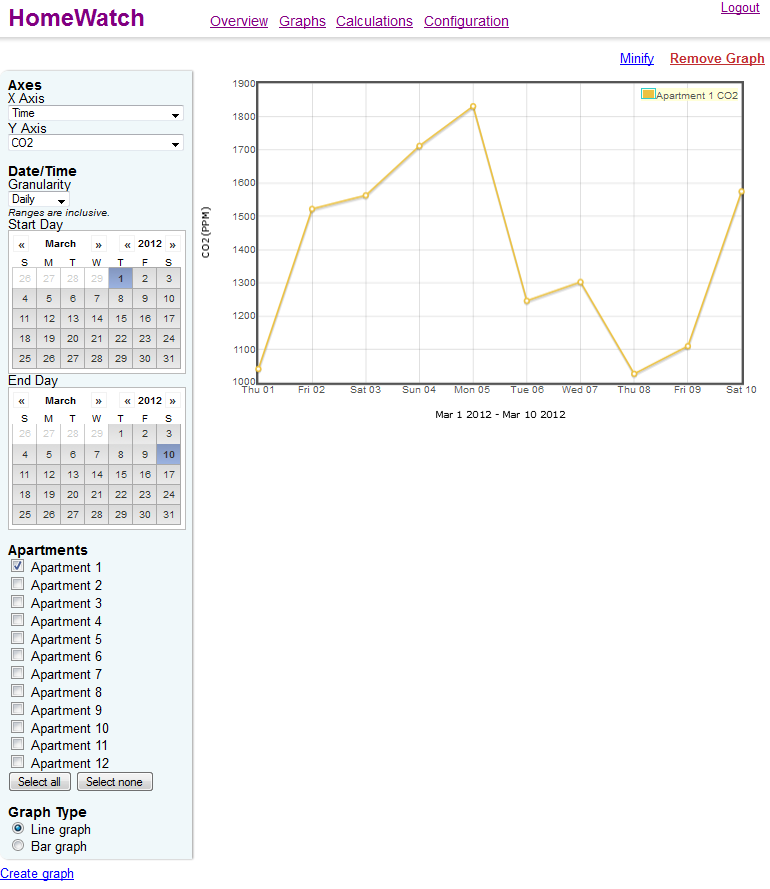 HomeWatch
Overview Graphs Calculations Configuration
Logout
Minify Remove Graph
Axes
X Axis
Time
Y Axis
CO2
Date/Time
Granularity
Daily
Ranges are inclusive.
Start Day
« March » « 2012 »
S M T W T F S
26 27 28 29 1 2 3
4 5 6 7 8 9 10
11 12 13 14 15 16 17
18 19 20 21 22 23 24
25 26 27 28 29 30 31
End Day
« March » « 2012 »
S M T W T F S
26 27 28 29 1 2 3
4 5 6 7 8 9 10
11 12 13 14 15 16 17
18 19 20 21 22 23 24
25 26 27 28 29 30 31
Apartments
Apartment 1
Apartment 2
Apartment 3
Apartment 4
Apartment 5
Apartment 6
Apartment 7
Apartment 8
Apartment 9
Apartment 10
Apartment 11
Apartment 12
Select all Select none
Graph Type
Line graph
Bar graph
Create graph
CO2 (PPM)
1900
1800
1700
1600
1500
1400
1300
1200
1100
1000
Apartment 1 CO2
Thu 01 Fri 02 Sat 03 Sun 04 Mon 05 Tue 06 Wed 07 Thu 08 Fri 09 Sat 10
Mar 1 2012 - Mar 10 2012